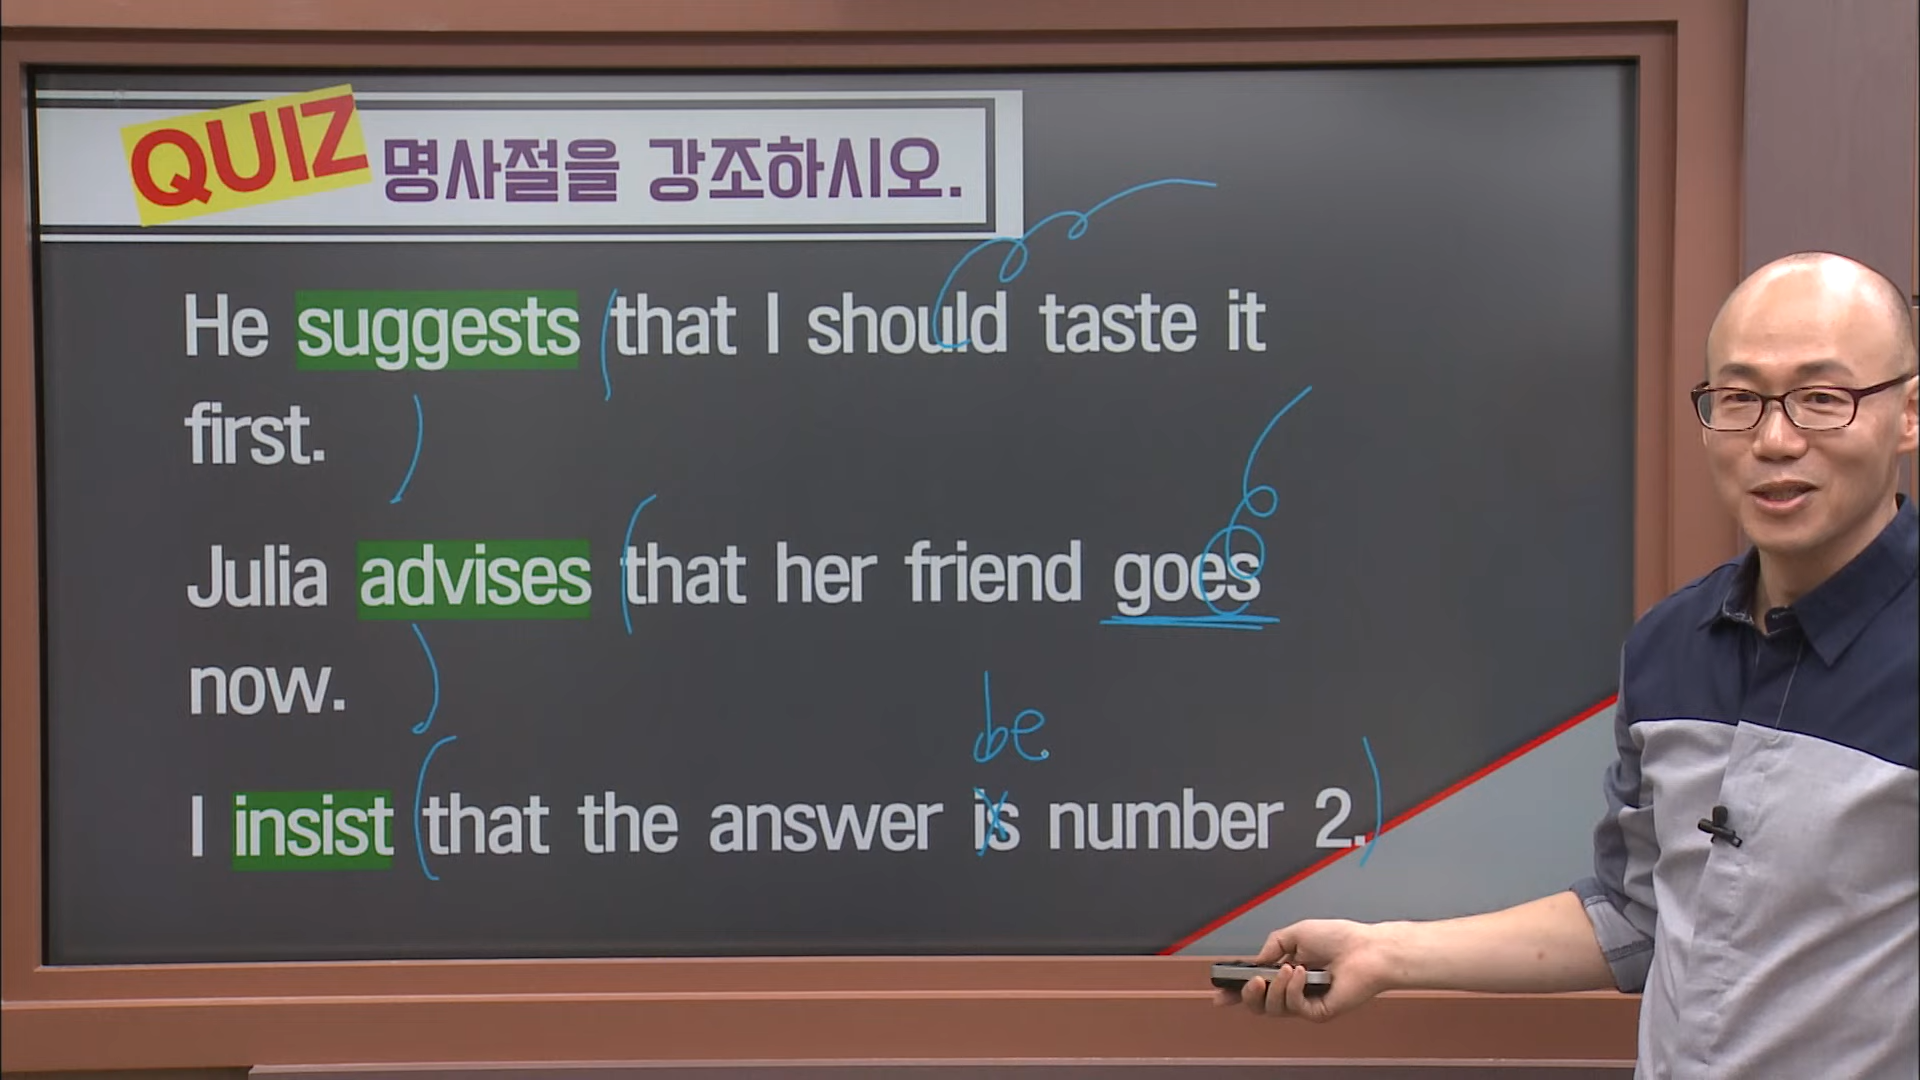 QUIZ 명사절을 강조하시오.
He suggests that I should taste it
first.
Julia advises that her friend goes
now.
be
I insist that the answer is number 2.